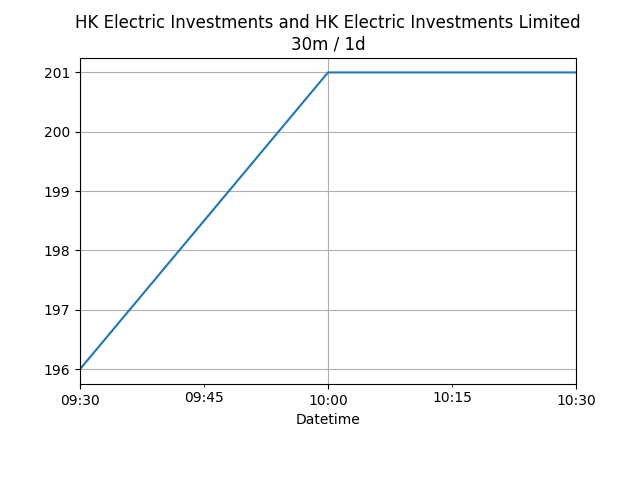 HK Electric Investments and HK Electric Investments Limited
30m / 1d
201
200
199
198
197
196
09:30 09:45 10:00 10:15 10:30
Datetime